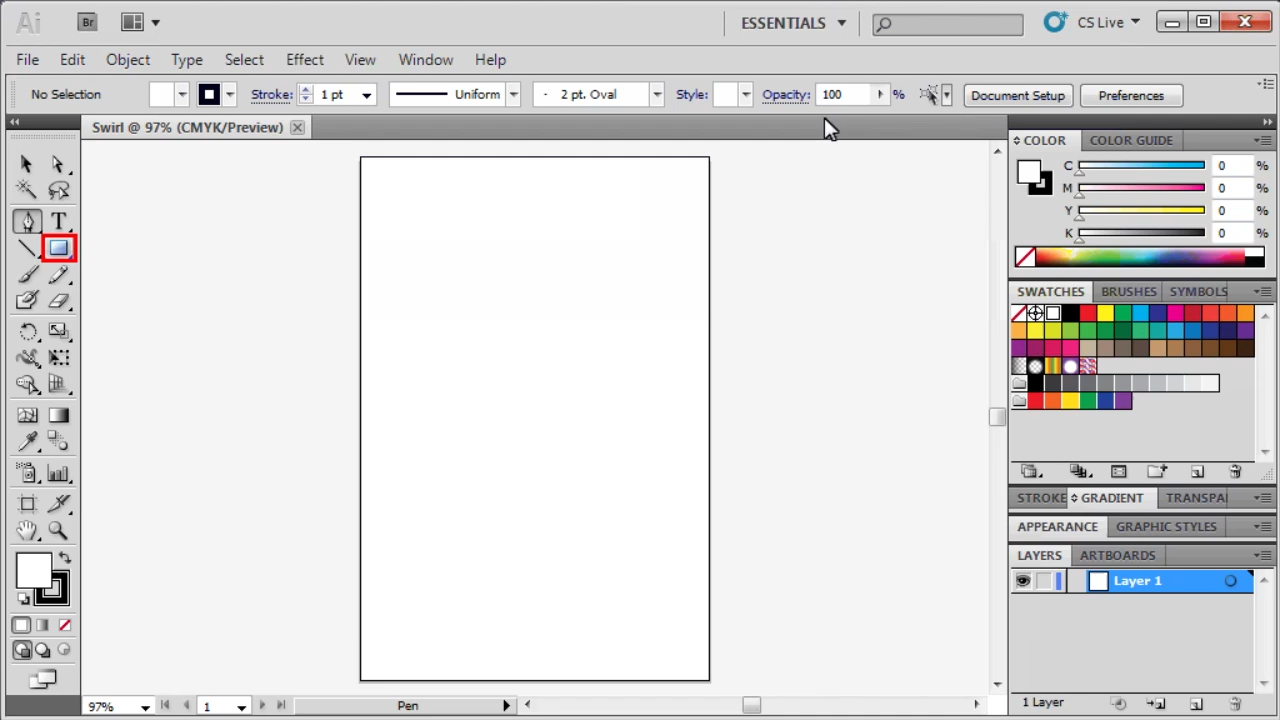 Ai Br ESSENTIALS CS Live
File Edit Object Type Select Effect View Window Help
No Selection Stroke: 1 pt Uniform 2 pt. Oval Style: Opacity: 100 % Document Setup Preferences
Swirl @ 97% (CMYK/Preview)
COLOR COLOR GUIDE
C 0 %
M 0 %
Y 0 %
K 0 %
SWATCHES BRUSHES SYMBOLS
STROKE GRADIENT TRANSPA
APPEARANCE GRAPHIC STYLES
LAYERS ARTBOARDS
Layer 1
T
97% 1 Pen 1 Layer